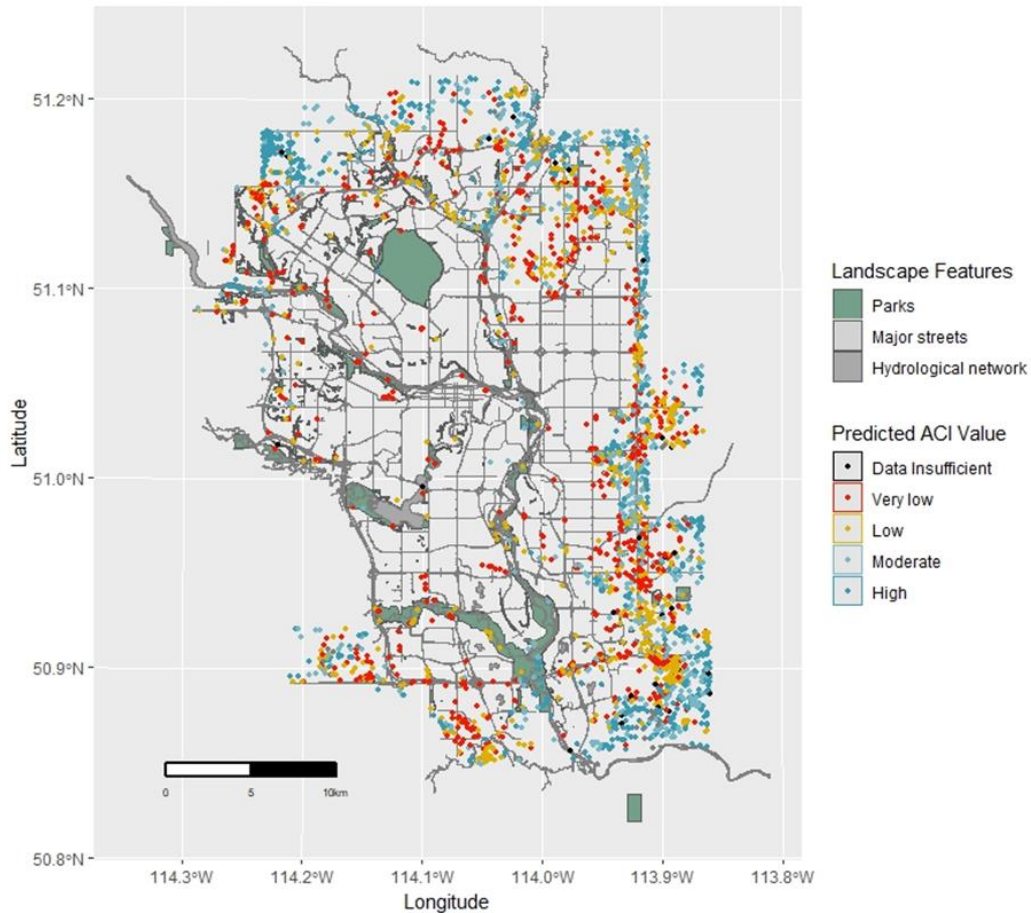 51.2°N
51.1°N
51.0°N
50.9°N
50.8°N
Latitude
0
5
10km
114.3°W
114.2°W
114.1°W
114.0°W
113.9°W
113.8°W
Longitude
Landscape Features
Parks
Major streets
Hydrological network
Predicted ACI Value
Data Insufficient
Very low
Low
Moderate
High